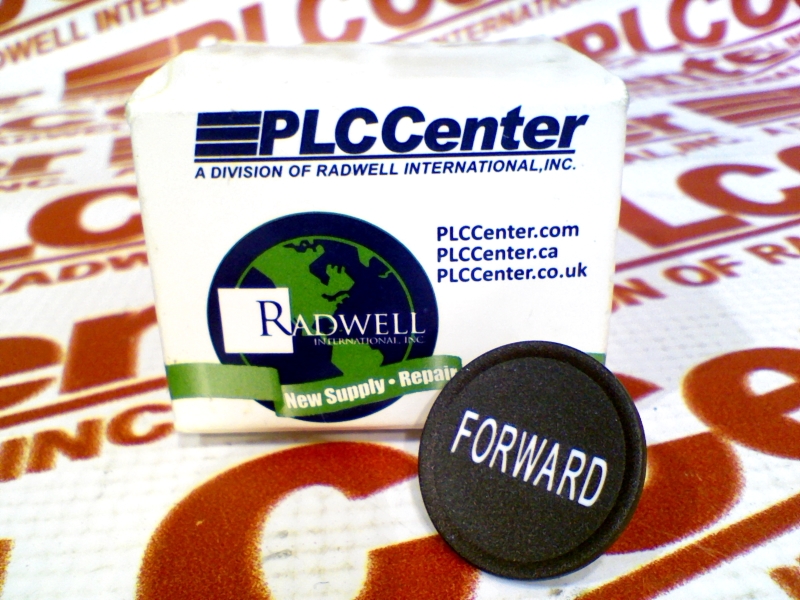 PLCCenter
A DIVISION OF RADWELL INTERNATIONAL,INC.
PLCCenter.com
PLCCenter.ca
PLCCenter.co.uk
RADWELL
INTERNATIONAL, INC.
New Supply • Repair
FORWARD